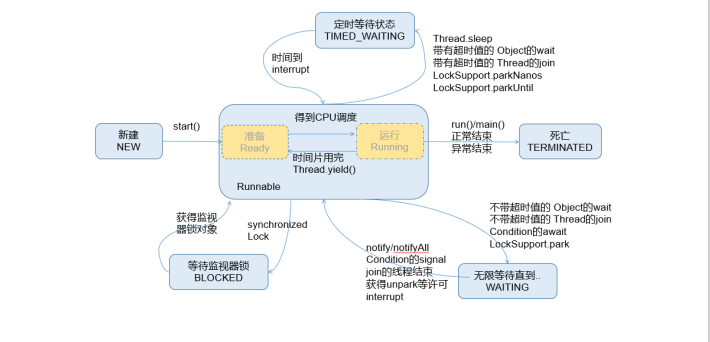 定时等待状态
TIMED_WAITING
Thread.sleep
带有超时值的 Object的wait
带有超时值的 Thread的join
LockSupport.parkNanos
LockSupport.parkUntil
时间到
interrupt
得到CPU调度
新建
NEW
start()
准备
Ready
运行
Running
时间片用完
Thread.yield()
Runnable
run()/main()
正常结束
异常结束
死亡
TERMINATED
获得监视
器锁对象
synchronized
Lock
等待监视器锁
BLOCKED
notify/notifyAll
Condition的signal
join的线程结束
获得unpark等许可
interrupt
不带超时值的 Object的wait
不带超时值的 Thread的join
Condition的await
LockSupport.park
无限等待直到..
WAITING